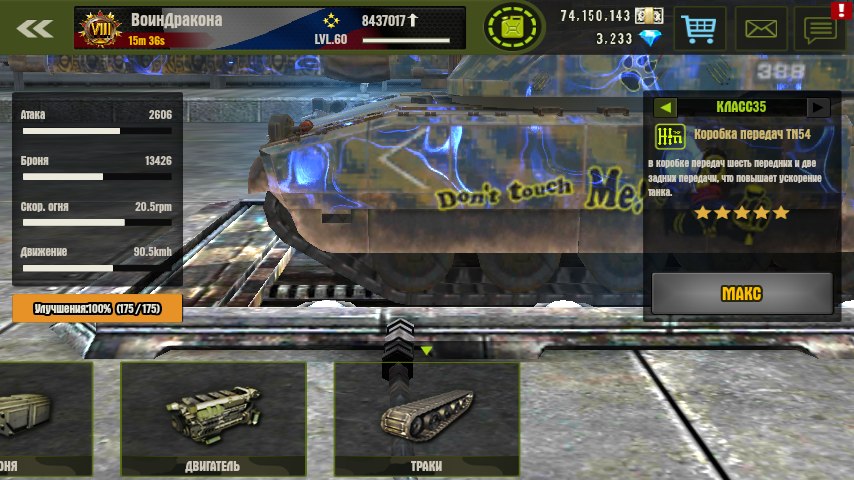 VIII
ВоинДракона
15m 36s
LVL.60
8437017
74,150,143
3,233
!
388
Атака 2606
Броня 13426
Скор. огня 20.5rpm
Движение 90.5kmh
Улучшения:100% (175/175)
Don't touch Me!
КЛАСС35
Коробка передач TN54
в коробке передач шесть передних и две
задних передачи, что повышает ускорение
танка.
МАКС
ОНЯ
ДВИГАТЕЛЬ
ТРАКИ